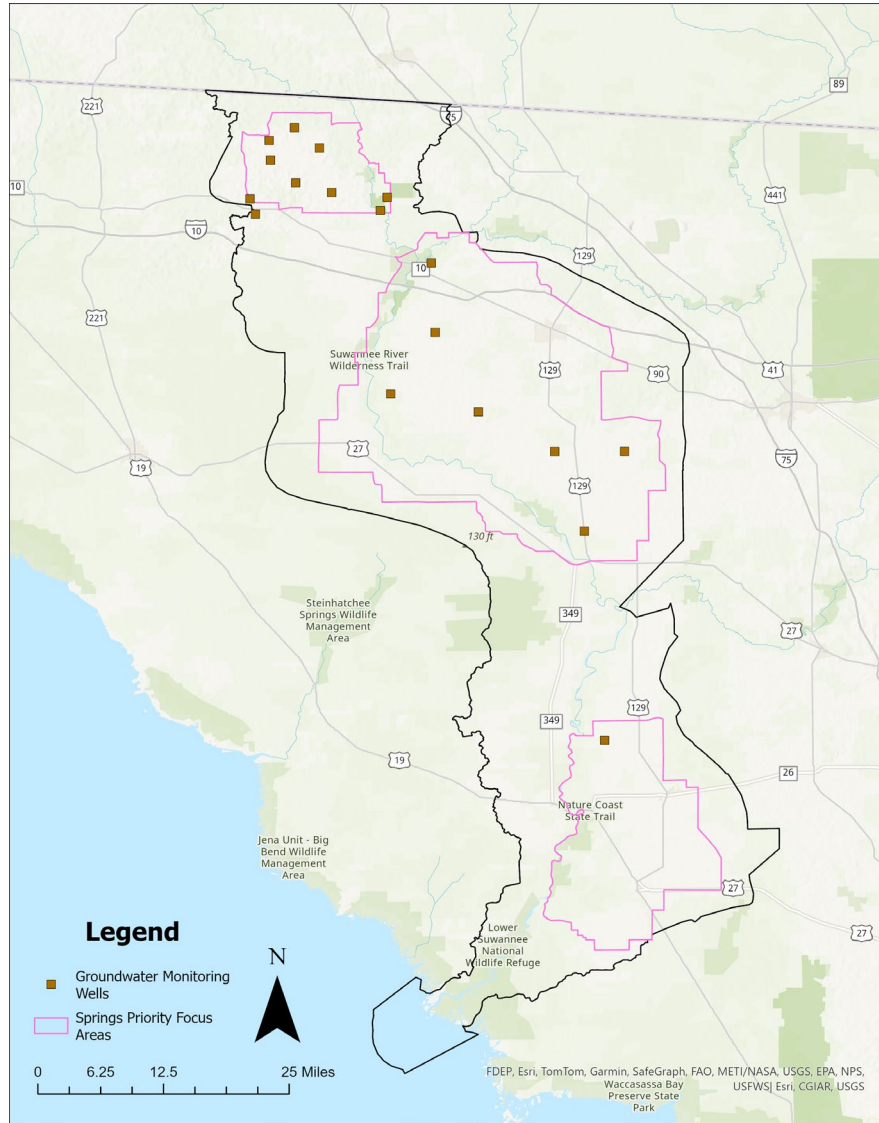 89
221
75
10
441
10
129
10
221
Suwannee River
Wilderness Trail
129
90
41
27
19
75
129
130 ft
Steinhatchee
Springs Wildlife
Management
Area
349
27
129
349
19
26
Nature Coast
State Trail
Jena Unit - Big
Bend Wildlife
Management
Area
27
27
Lower
Suwannee
National
Wildlife Refuge
Legend
Groundwater Monitoring
Wells
Springs Priority Focus
Areas
N
0 6.25 12.5 25 Miles
FDEP, Esri, TomTom, Garmin, SafeGraph, FAO, METI/NASA, USGS, EPA, NPS,
USFWS| Esri, CGIAR, USGS
Waccasassa Bay
Preserve State
Park